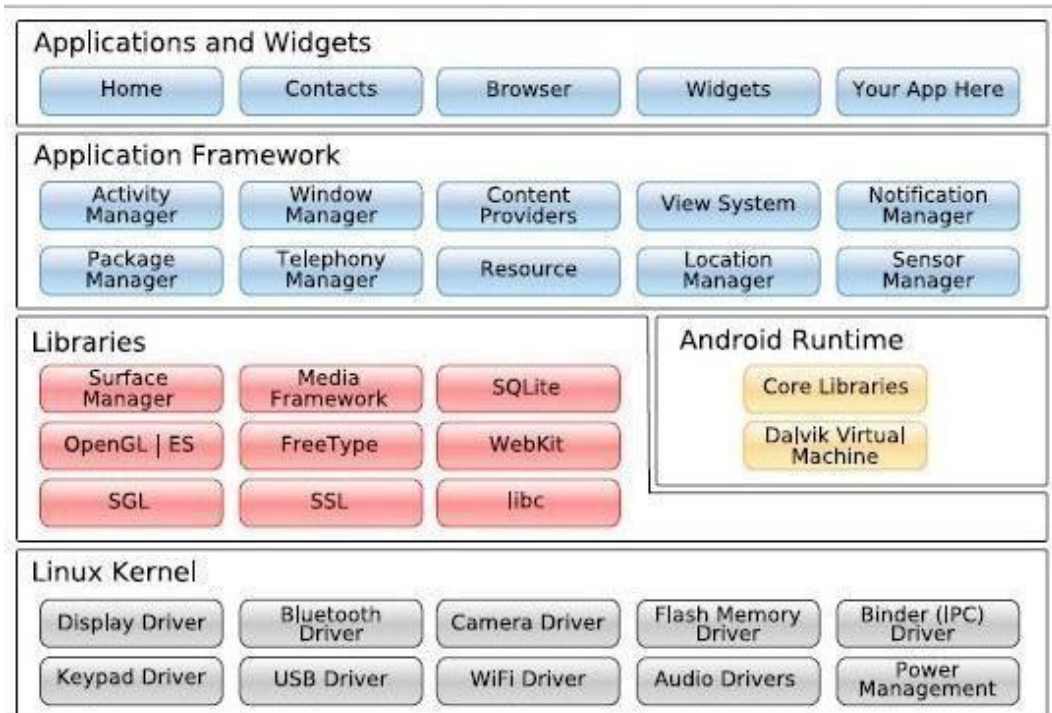 Applications and Widgets
Home
Contacts
Browser
Widgets
Your App Here
Application Framework
Activity
Manager
Window
Manager
Content
Providers
View System
Notification
Manager
Package
Manager
Telephony
Manager
Resource
Location
Manager
Sensor
Manager
Libraries
Surface
Manager
Media
Framework
SQLite
OpenGL | ES
FreeType
WebKit
SGL
SSL
libc
Android Runtime
Core Libraries
Dalvik Virtual
Machine
Linux Kernel
Display Driver
Bluetooth
Driver
Camera Driver
Flash Memory
Driver
Binder (IPC)
Driver
Keypad Driver
USB Driver
WiFi Driver
Audio Drivers
Power
Management